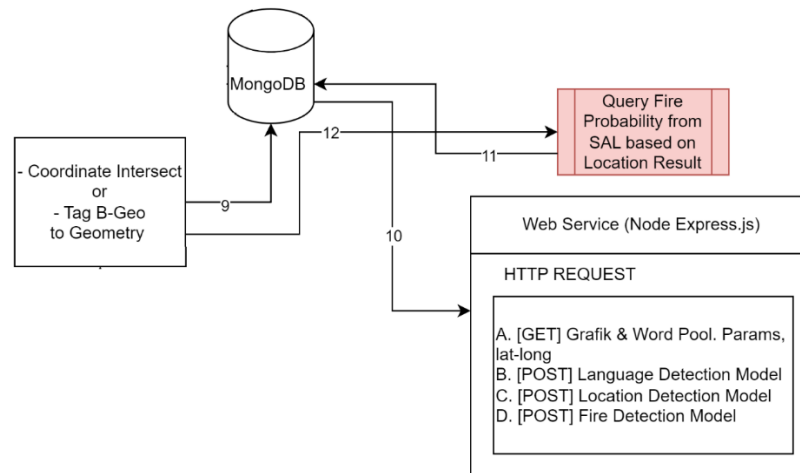 MongoDB
Query Fire
Probability from
SAL based on
Location Result
12
11
- Coordinate Intersect
or
- Tag B-Geo
to Geometry
9
10
Web Service (Node Express.js)
HTTP REQUEST
A. [GET] Grafik & Word Pool. Params,
lat-long
B. [POST] Language Detection Model
C. [POST] Location Detection Model
D. [POST] Fire Detection Model